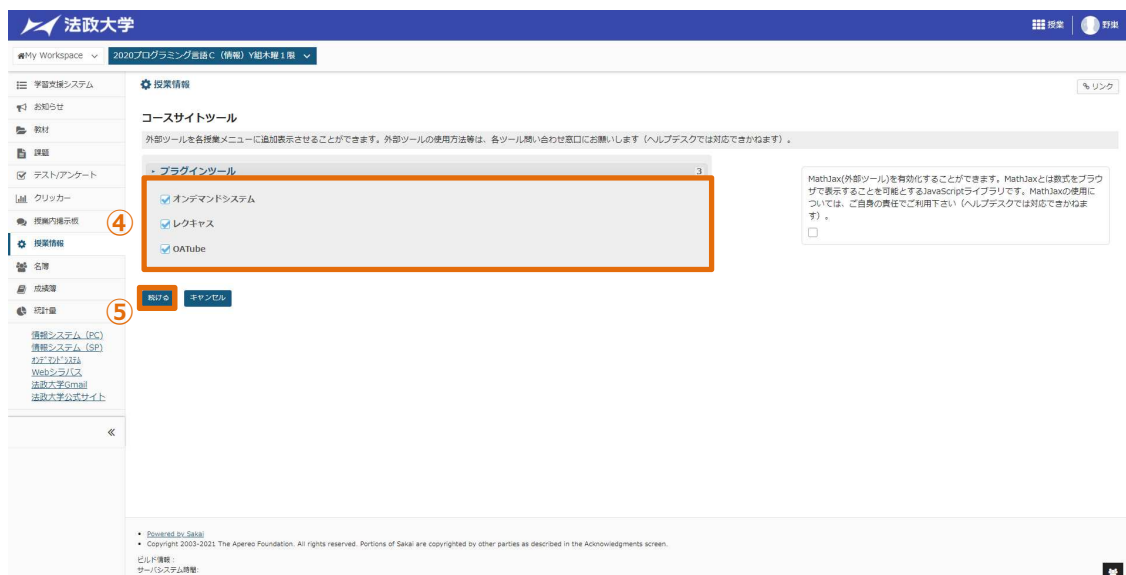 法政大学
授業
My Workspace
2020プログラミング言語C（情報）Y組木曜1限
学習支援システム
お知らせ
教材
課題
テスト/アンケート
クリッカー
授業内掲示板
授業情報
名簿
成績簿
統計量
情報システム（PC）
情報システム（SP）
ｵﾝﾃﾞﾏﾝﾄﾞｼｽﾃﾑ
Webシラバス
法政大学Gmail
法政大学公式サイト
«
授業情報
リンク
コースサイトツール
外部ツールを各授業メニューに追加表示させることができます。外部ツールの使用方法等は、各ツール問い合わせ窓口にお願いします（ヘルプデスクでは対応できかねます）。
プラグインツール 3
④
オンデマンドシステム
レクキャス
OATube
⑤
続ける キャンセル
MathJax(外部ツール)を有効化することができます。MathJaxとは数式をブラウ
ザで表示することを可能とするJavaScriptライブラリです。MathJaxの使用に
ついては、ご自身の責任でご利用下さい（ヘルプデスクでは対応できかねま
す）。
• Powered by Sakai
• Copyright 2003-2021 The Apereo Foundation. All rights reserved. Portions of Sakai are copyrighted by other parties as described in the Acknowledgments screen.
ビルド情報：
サーバシステム時間: